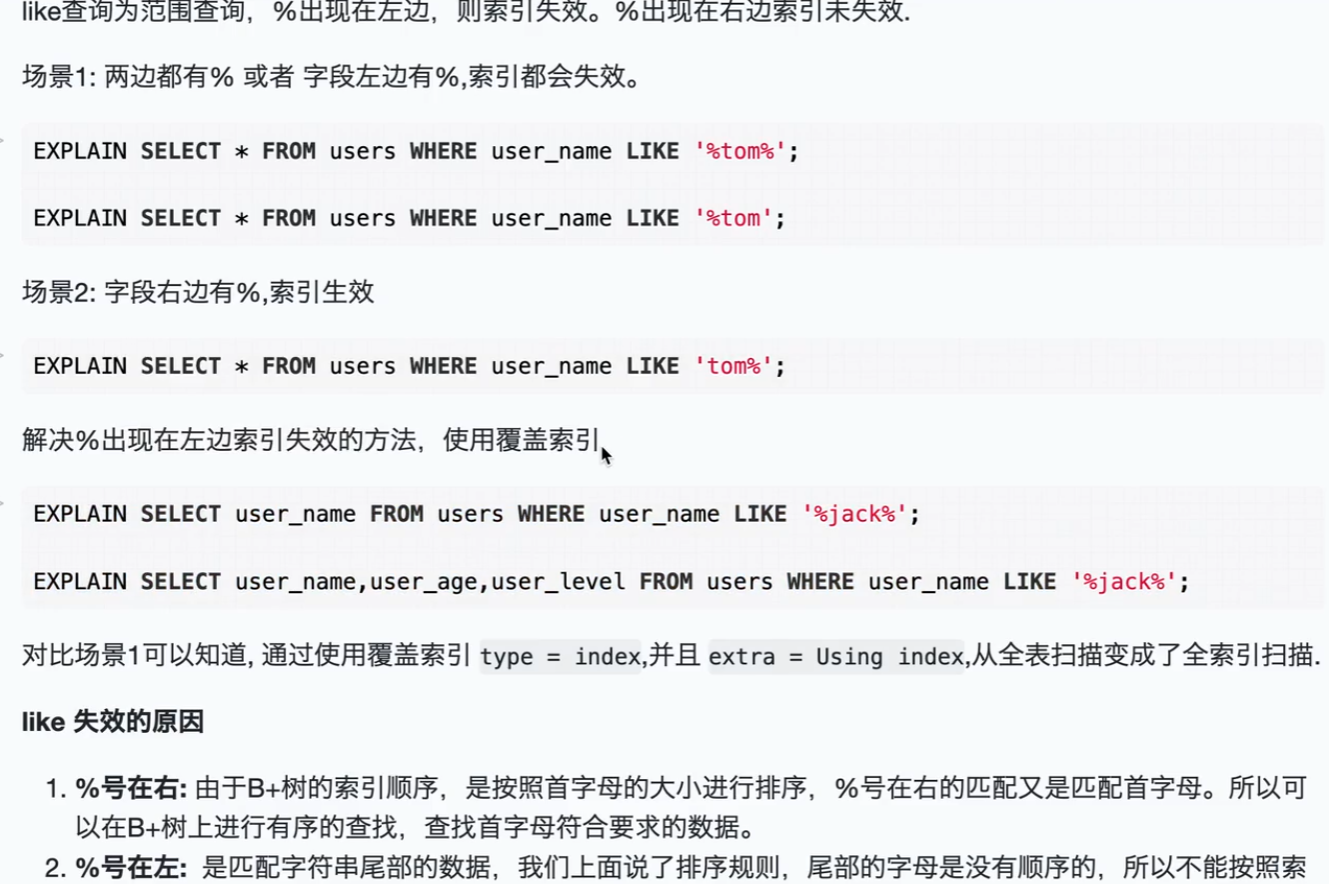 like查询为范围查询，%出现在左边，则索引失效。%出现在右边索引未失效.
场景1: 两边都有% 或者 字段左边有%,索引都会失效。
EXPLAIN SELECT * FROM users WHERE user_name LIKE '%tom%';
EXPLAIN SELECT * FROM users WHERE user_name LIKE '%tom';
场景2: 字段右边有%,索引生效
EXPLAIN SELECT * FROM users WHERE user_name LIKE 'tom%';
解决%出现在左边索引失效的方法，使用覆盖索引
EXPLAIN SELECT user_name FROM users WHERE user_name LIKE '%jack%';
EXPLAIN SELECT user_name,user_age,user_level FROM users WHERE user_name LIKE '%jack%';
对比场景1可以知道, 通过使用覆盖索引 type = index,并且 extra = Using index,从全表扫描变成了全索引扫描.
like 失效的原因
1. %号在右: 由于B+树的索引顺序，是按照首字母的大小进行排序，%号在右的匹配又是匹配首字母。所以可
以在B+树上进行有序的查找，查找首字母符合要求的数据。
2. %号在左: 是匹配字符串尾部的数据，我们上面说了排序规则，尾部的字母是没有顺序的，所以不能按照索